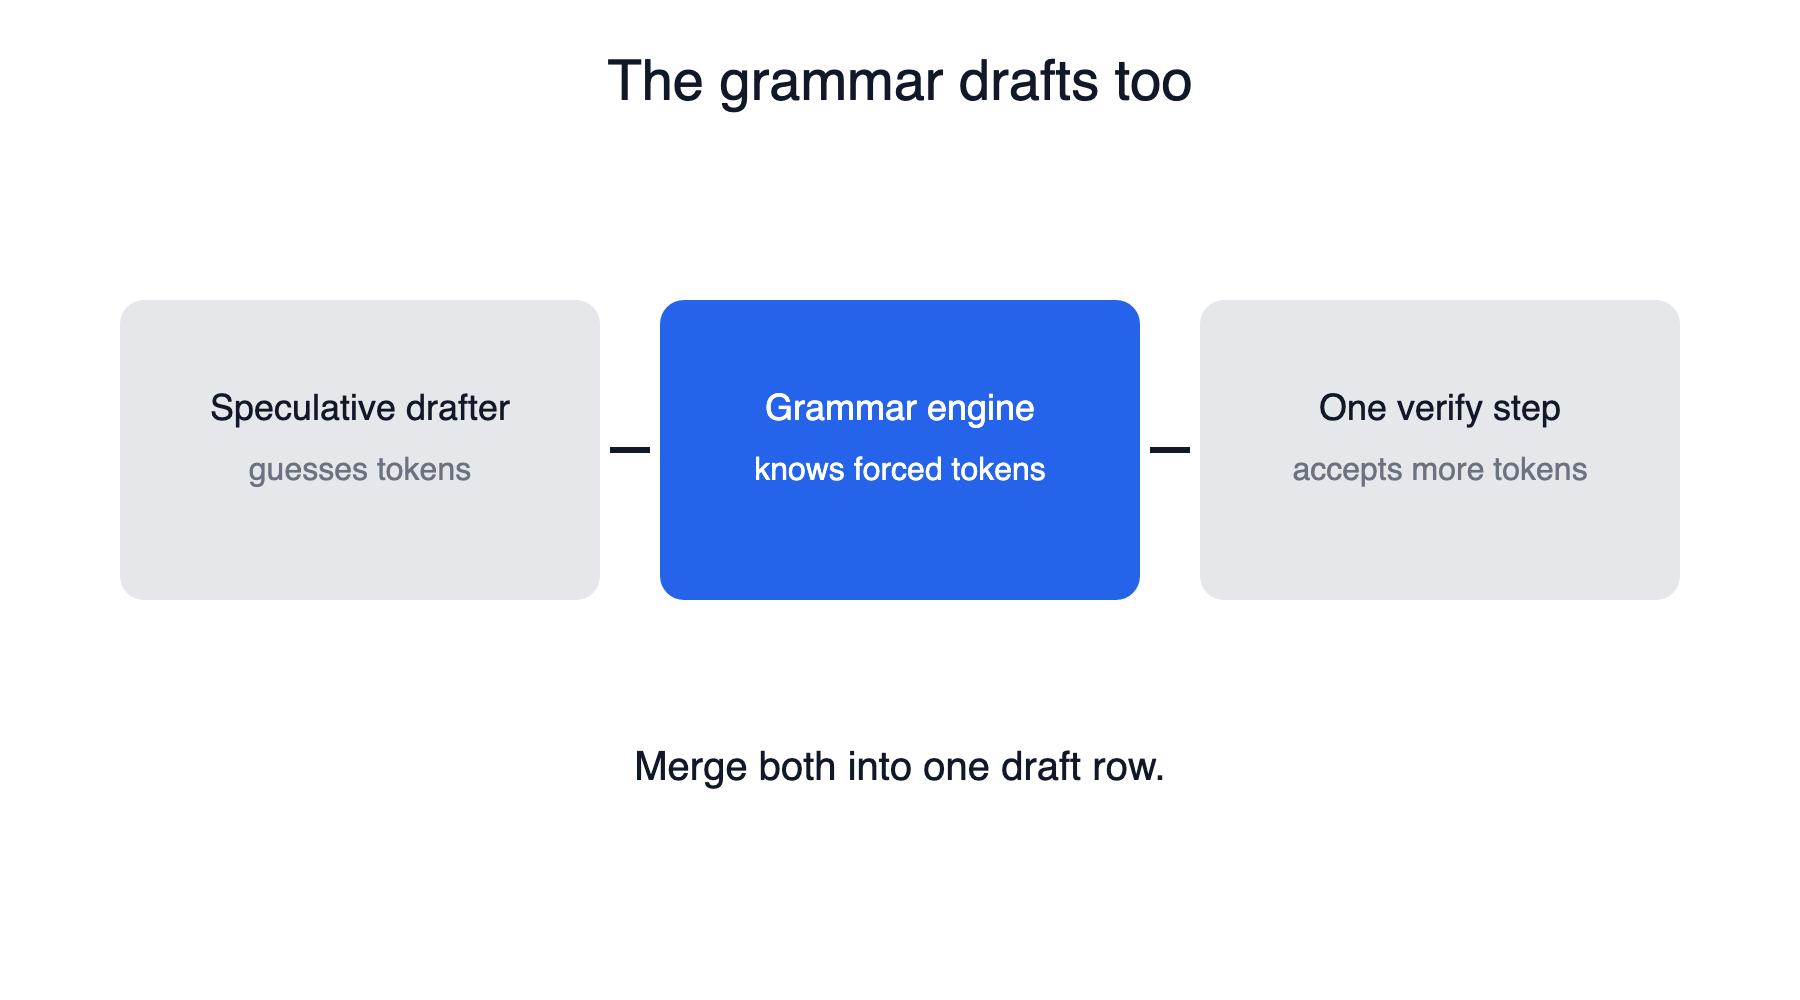 The grammar drafts too
Speculative drafter
guesses tokens
Grammar engine
knows forced tokens
One verify step
accepts more tokens
Merge both into one draft row.